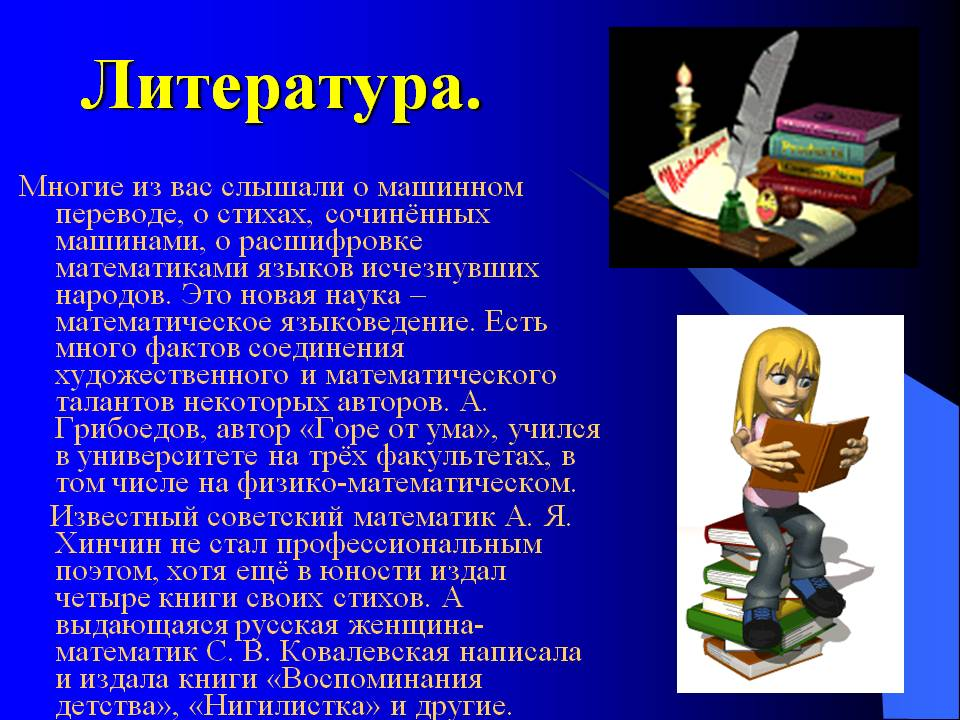 Литература.
Многие из вас слышали о машинном
переводе, о стихах, сочинённых
машинами, о расшифровке
математиками языков исчезнувших
народов. Это новая наука –
математическое языковедение. Есть
много фактов соединения
художественного и математического
талантов некоторых авторов. А.
Грибоедов, автор «Горе от ума», учился
в университете на трёх факультетах, в
том числе на физико-математическом.
Известный советский математик А. Я.
Хинчин не стал профессиональным
поэтом, хотя ещё в юности издал
четыре книги своих стихов. А
выдающаяся русская женщина-
математик С. В. Ковалевская написала
и издала книги «Воспоминания
детства», «Нигилистка» и другие.
MediaLingua
Products